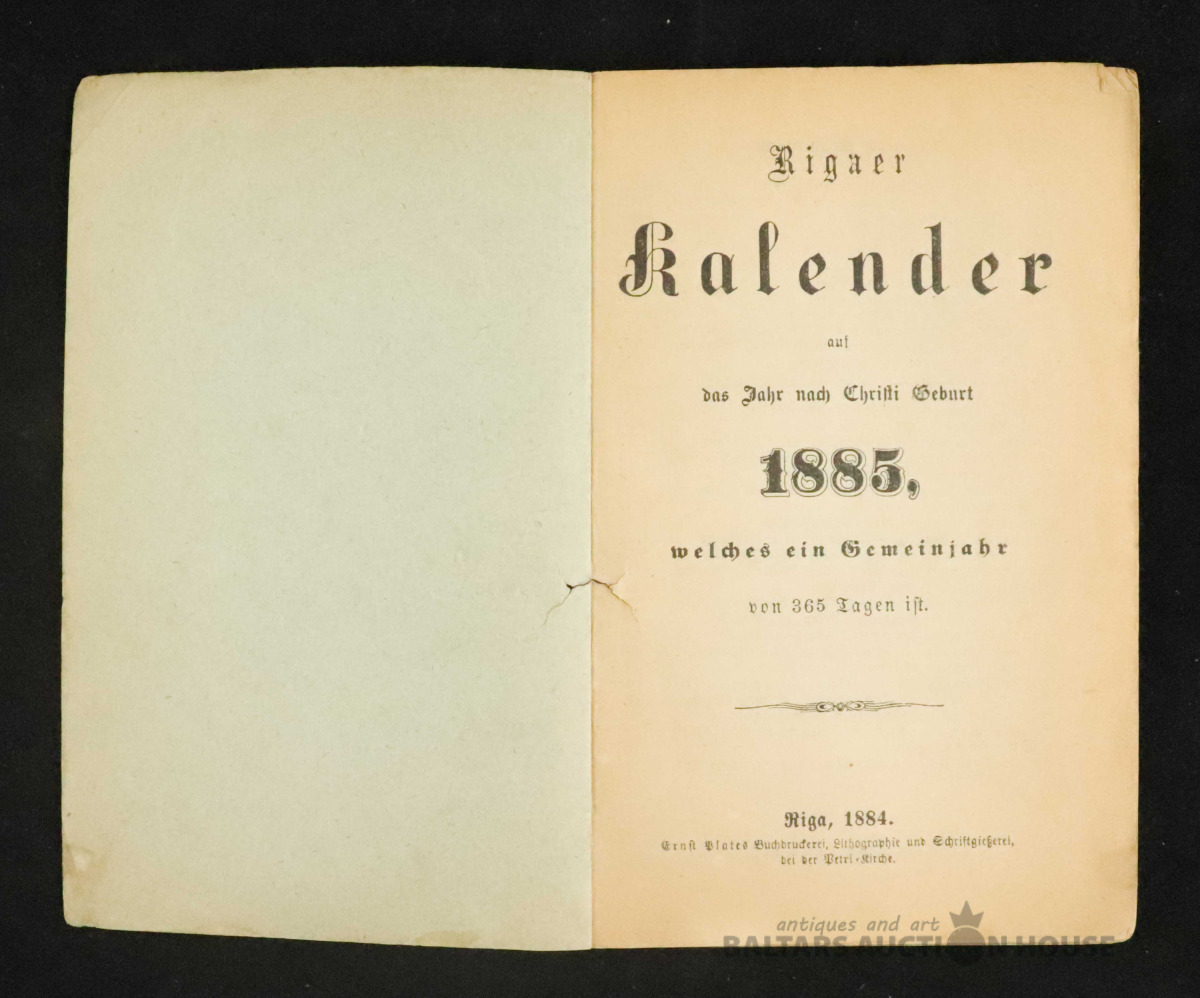 Rigaer
Kalender
auf
das Jahr nach Christi Geburt
1885,
welches ein Gemeinjahr
von 365 Tagen ist.
Riga, 1884.
Ernst Plates Buchdruckerei, Lithographie und Schriftgießerei,
bei der Petri-Kirche.
antiques and art
BALTARS AUCTION HOUSE